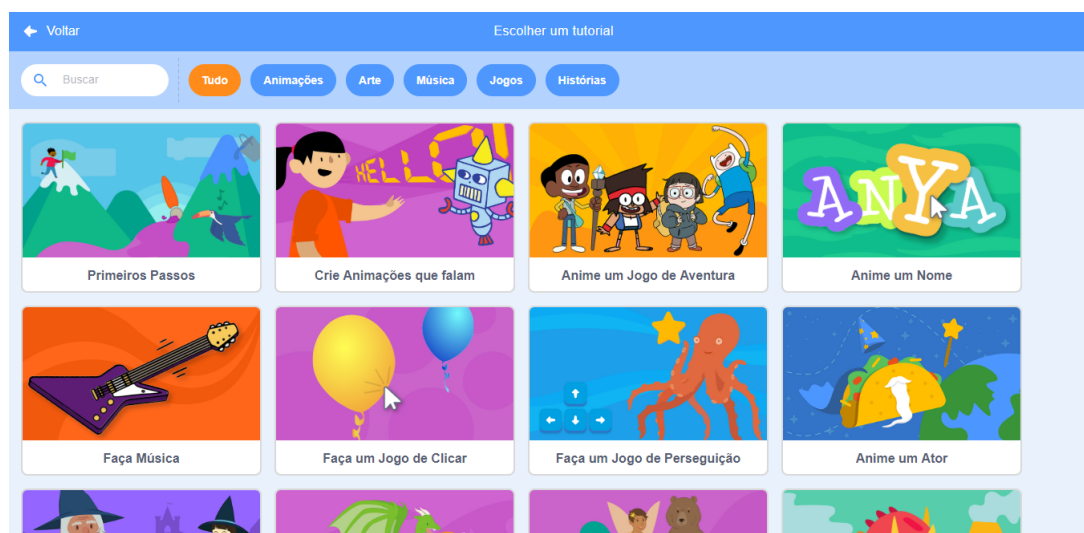 Voltar
Escolher um tutorial
Buscar
Tudo
Animações
Arte
Música
Jogos
Histórias
HELLO!
ANYA
Primeiros Passos
Crie Animações que falam
Anime um Jogo de Aventura
Anime um Nome
Faça Música
Faça um Jogo de Clicar
Faça um Jogo de Perseguição
Anime um Ator